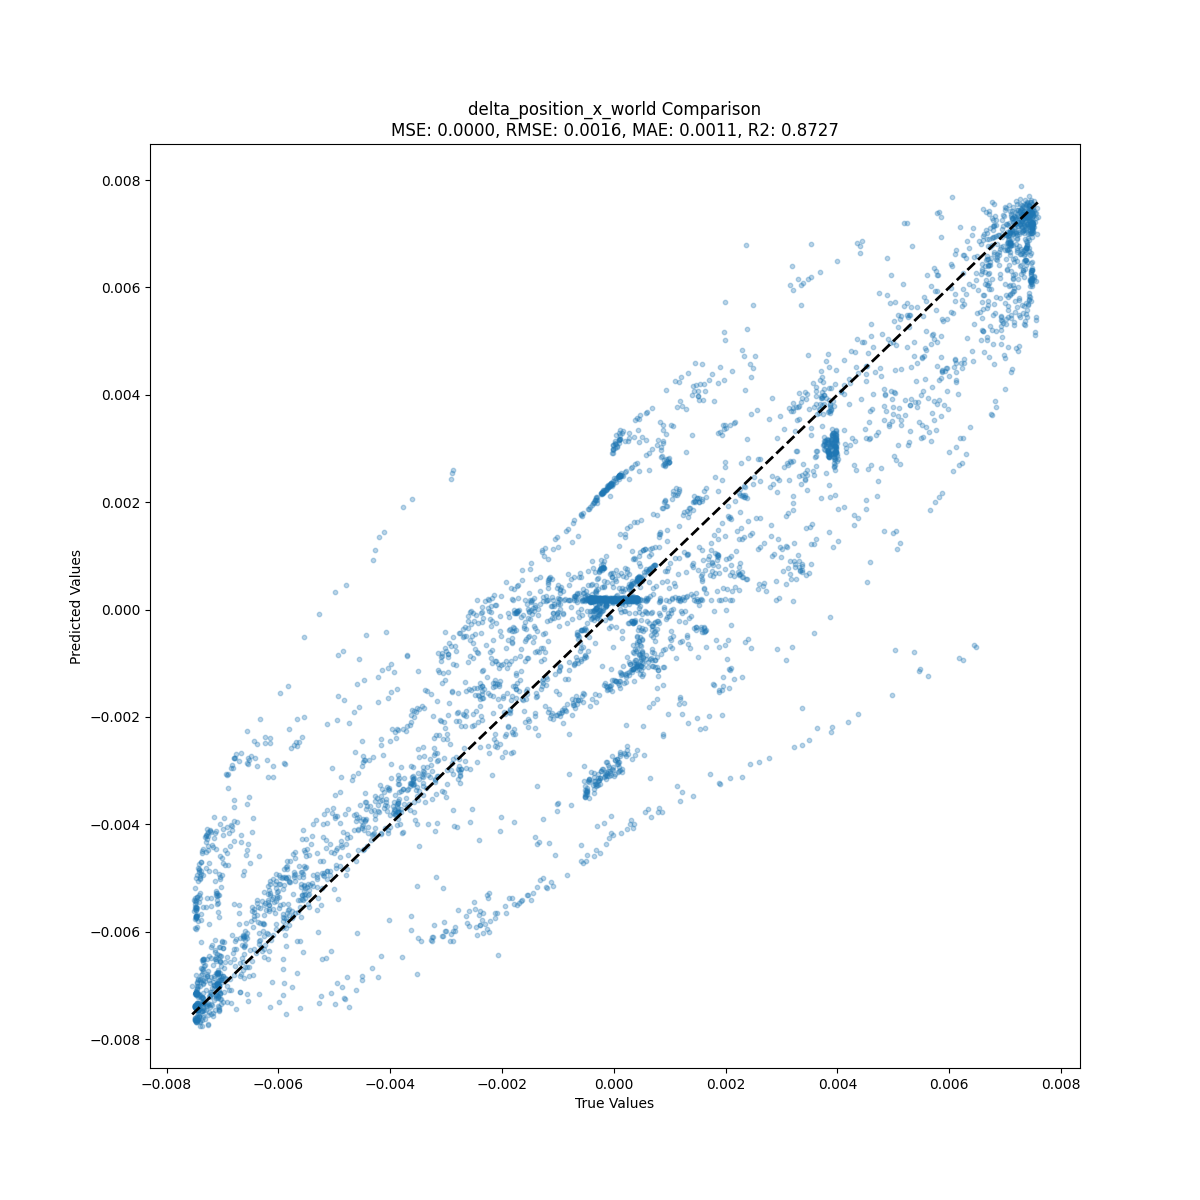 delta_position_x_world Comparison
MSE: 0.0000, RMSE: 0.0016, MAE: 0.0011, R2: 0.8727
0.008
0.006
0.004
0.002
0.000
−0.002
−0.004
−0.006
−0.008
Predicted Values
−0.008 −0.006 −0.004 −0.002 0.000 0.002 0.004 0.006 0.008
True Values